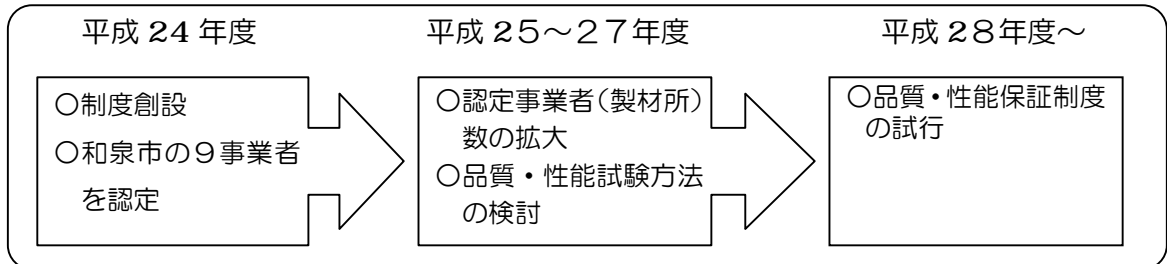 平成 24 年度
○制度創設
○和泉市の９事業者
を認定
平成 2５～２７年度
○認定事業者（製材所）
数の拡大
○品質・性能試験方法
の検討
平成 2８年度～
○品質・性能保証制度
の試行